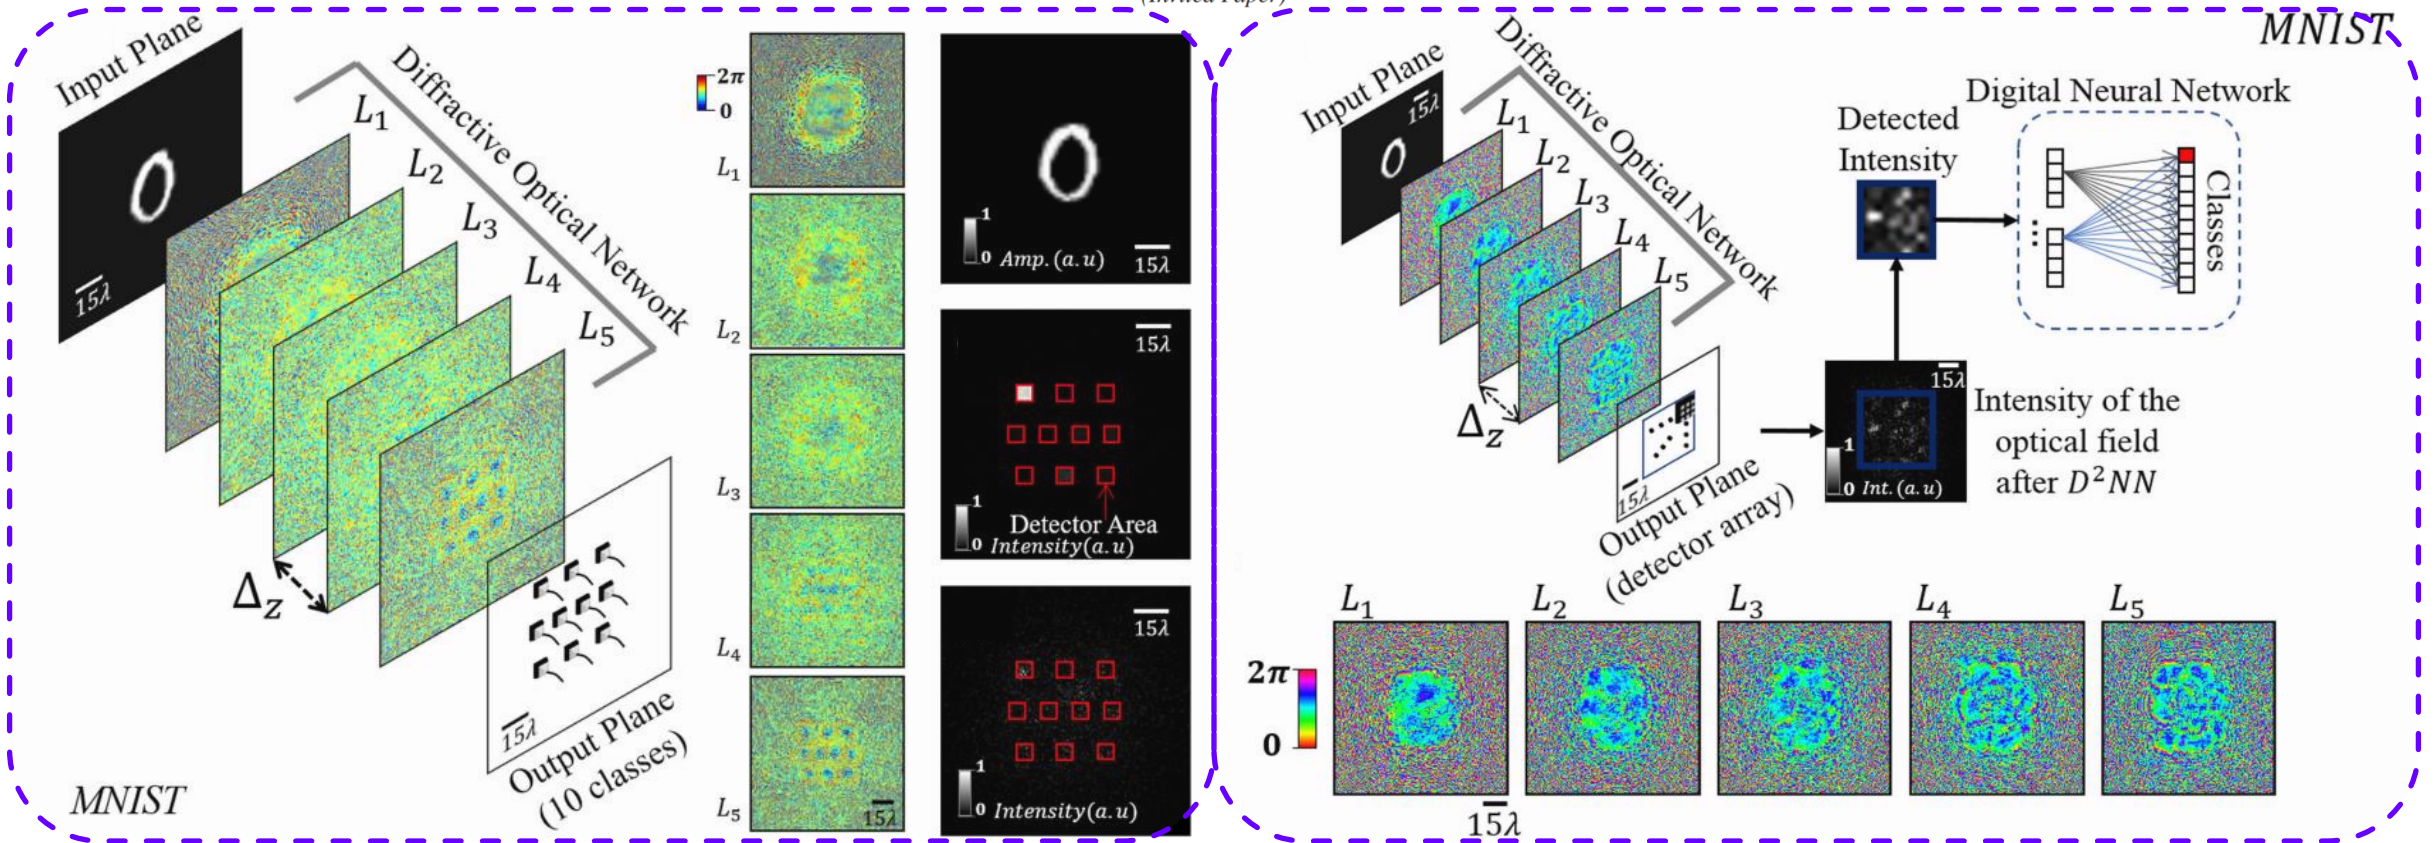 (Invited Paper)
Input Plane
15λ
Diffractive Optical Network
L₁
L₂
L₃
L₄
L₅
Δz
15λ
Output Plane
(10 classes)
MNIST
2π
0
L₁
L₂
L₃
L₄
L₅
15λ
1
0 Amp.(a.u)
15λ
15λ
Detector Area
1
0 Intensity(a.u)
15λ
1
0 Intensity(a.u)
MNIST
Input Plane
15λ
Diffractive Optical Network
L₁
L₂
L₃
L₄
L₅
Δz
15λ
Output Plane
(detector array)
Detected
Intensity
Digital Neural Network
Classes
15λ
1
0 Int.(a.u)
Intensity of the
optical field
after D²NN
2π
0
L₁
L₂
L₃
L₄
L₅
15λ